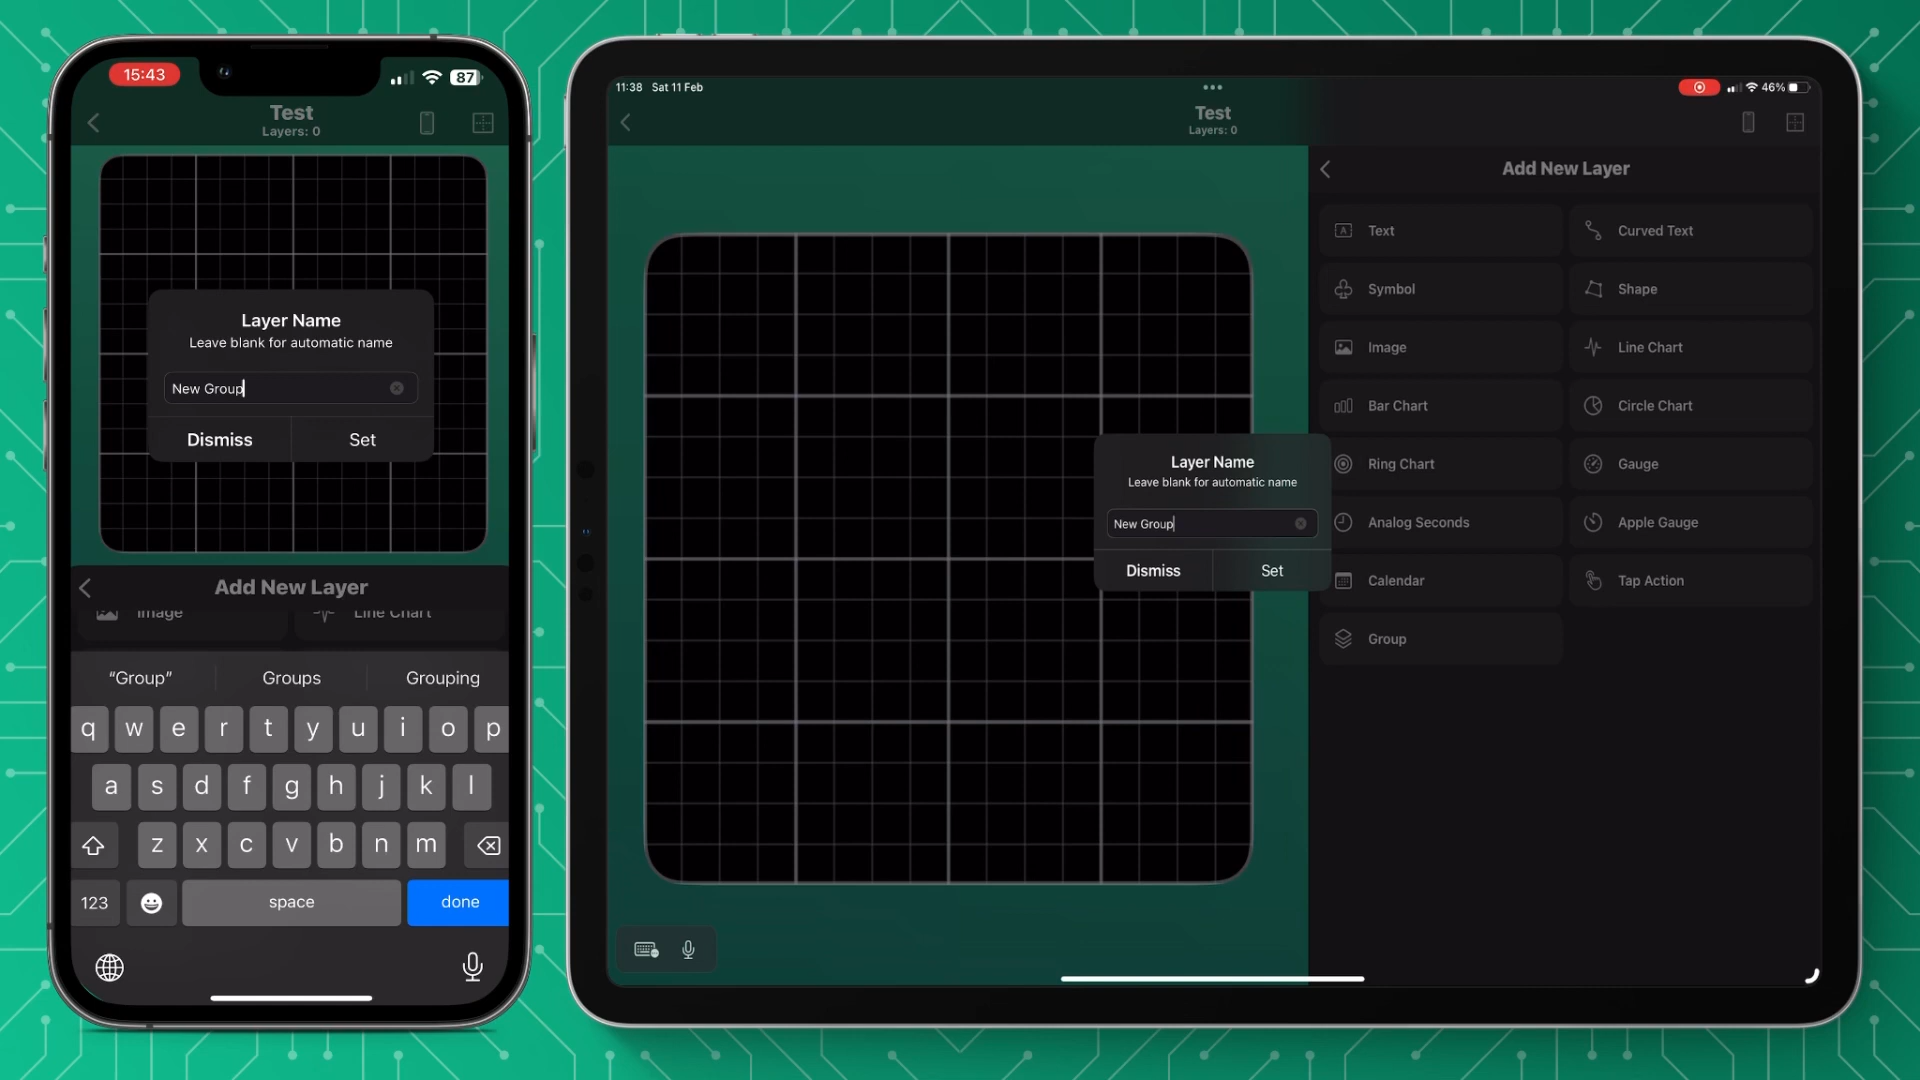 15:43
87
Test
Layers: 0
Layer Name
Leave blank for automatic name
New Group
Dismiss
Set
Add New Layer
Image
Line Chart
“Group”
Groups
Grouping
q w e r t y u i o p
a s d f g h j k l
z x c v b n m
123
space
done
11:38 Sat 11 Feb
46%
Test
Layers: 0
Add New Layer
Text
Curved Text
Symbol
Shape
Image
Line Chart
Bar Chart
Circle Chart
Ring Chart
Gauge
Analog Seconds
Apple Gauge
Calendar
Tap Action
Group
Layer Name
Leave blank for automatic name
New Group
Dismiss
Set